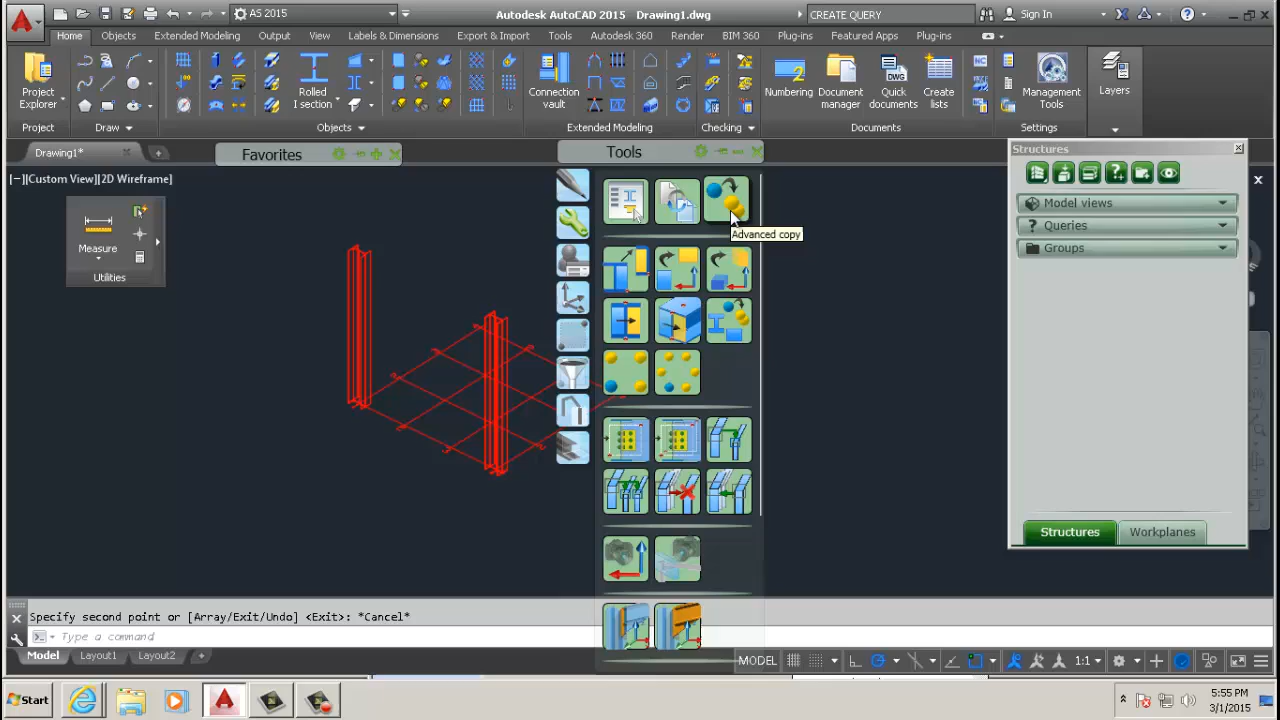 AS 2015
Autodesk AutoCAD 2015 Drawing1.dwg
CREATE QUERY
Sign In
Home
Objects
Extended Modeling
Output
View
Labels & Dimensions
Export & Import
Tools
Autodesk 360
Render
BIM 360
Plug-ins
Featured Apps
Plug-ins
Project
Explorer
Rolled
I section
Connection
vault
Numbering
Document
manager
Quick
documents
Create
lists
Management
Tools
Layers
Project
Draw
Objects
Extended Modeling
Checking
Documents
Settings
Drawing1*
Favorites
Tools
Structures
[−][Custom View][2D Wireframe]
Advanced copy
Model views
Queries
Groups
Measure
Utilities
Structures
Workplanes
Specify second point or [Array/Exit/Undo] <Exit>: *Cancel*
Type a command
Model
Layout1
Layout2
MODEL
1:1
Start
5:55 PM
3/1/2015